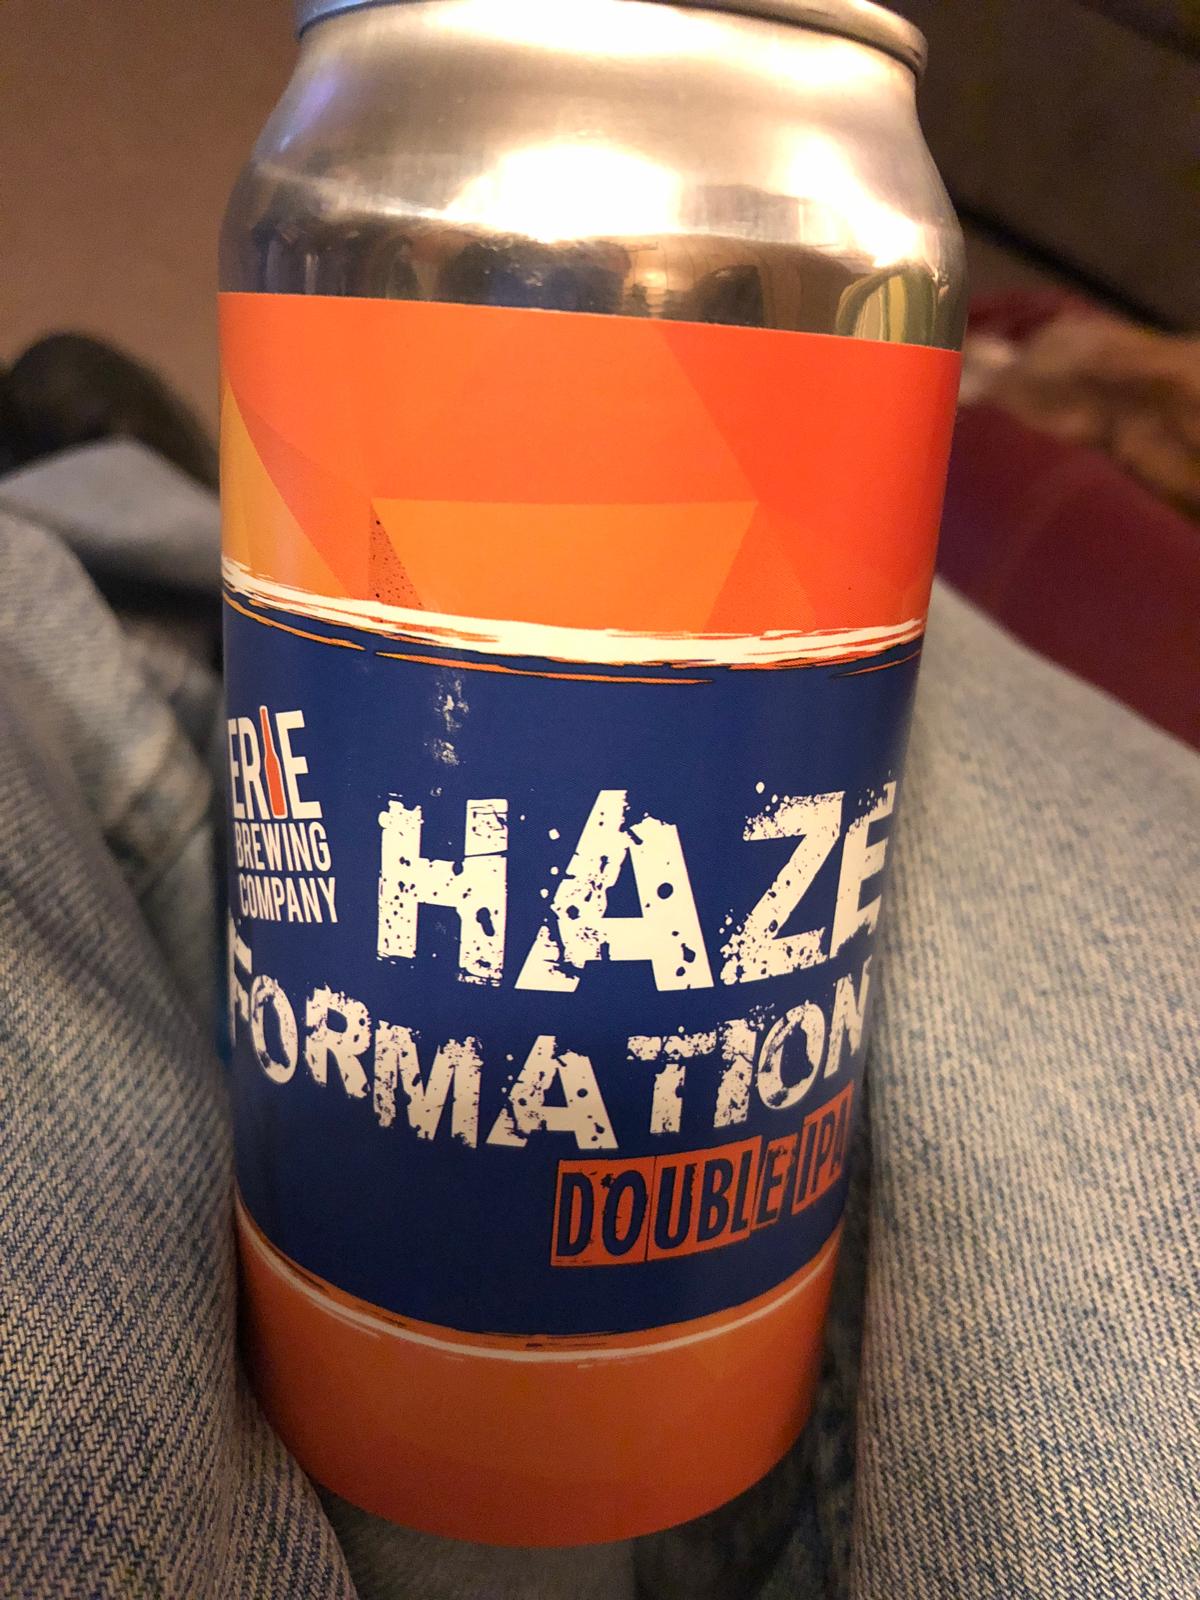 ERIE
BREWING
COMPANY
HAZE
FORMATION
DOUBLE IPA